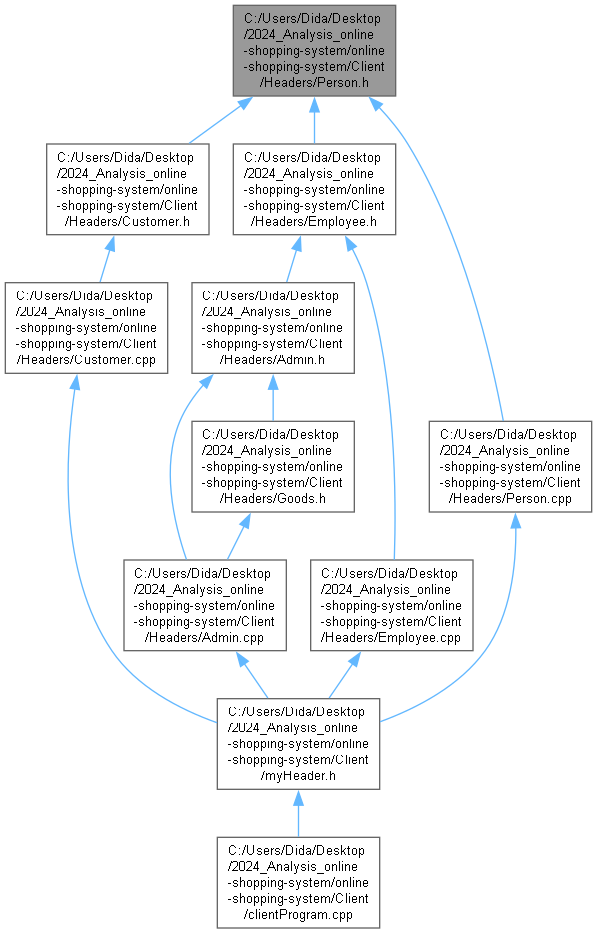 C:/Users/Dida/Desktop
/2024_Analysis_online
-shopping-system/online
-shopping-system/Client
/Headers/Person.h
C:/Users/Dida/Desktop
/2024_Analysis_online
-shopping-system/online
-shopping-system/Client
/Headers/Customer.h
C:/Users/Dida/Desktop
/2024_Analysis_online
-shopping-system/online
-shopping-system/Client
/Headers/Employee.h
C:/Users/Dida/Desktop
/2024_Analysis_online
-shopping-system/online
-shopping-system/Client
/Headers/Customer.cpp
C:/Users/Dida/Desktop
/2024_Analysis_online
-shopping-system/online
-shopping-system/Client
/Headers/Admin.h
C:/Users/Dida/Desktop
/2024_Analysis_online
-shopping-system/online
-shopping-system/Client
/Headers/Goods.h
C:/Users/Dida/Desktop
/2024_Analysis_online
-shopping-system/online
-shopping-system/Client
/Headers/Person.cpp
C:/Users/Dida/Desktop
/2024_Analysis_online
-shopping-system/online
-shopping-system/Client
/Headers/Admin.cpp
C:/Users/Dida/Desktop
/2024_Analysis_online
-shopping-system/online
-shopping-system/Client
/Headers/Employee.cpp
C:/Users/Dida/Desktop
/2024_Analysis_online
-shopping-system/online
-shopping-system/Client
/myHeader.h
C:/Users/Dida/Desktop
/2024_Analysis_online
-shopping-system/online
-shopping-system/Client
/clientProgram.cpp